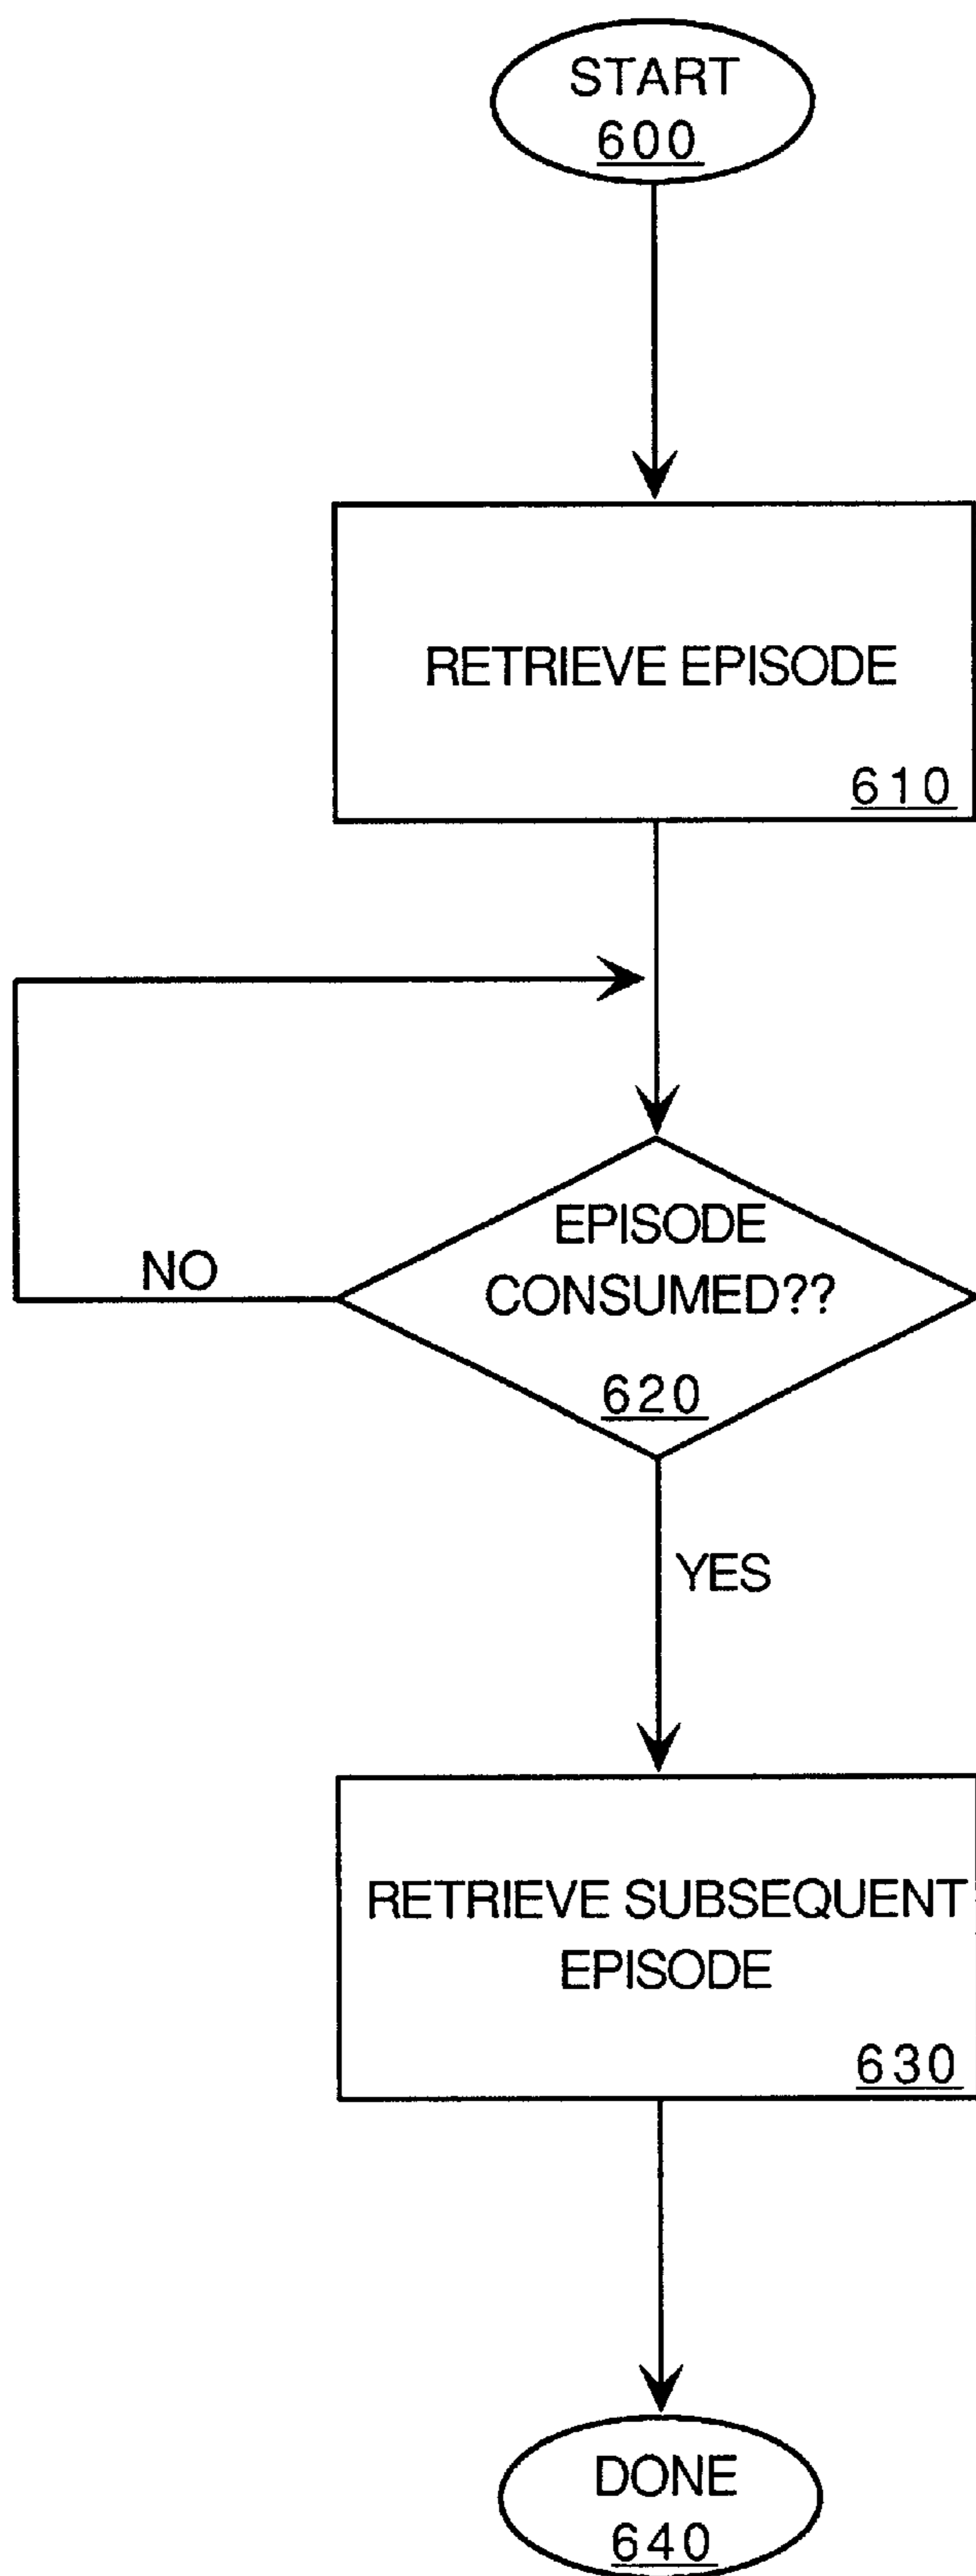 START
600
RETRIEVE EPISODE
610
EPISODE
CONSUMED??
620
NO
YES
RETRIEVE SUBSEQUENT
EPISODE
630
DONE
640